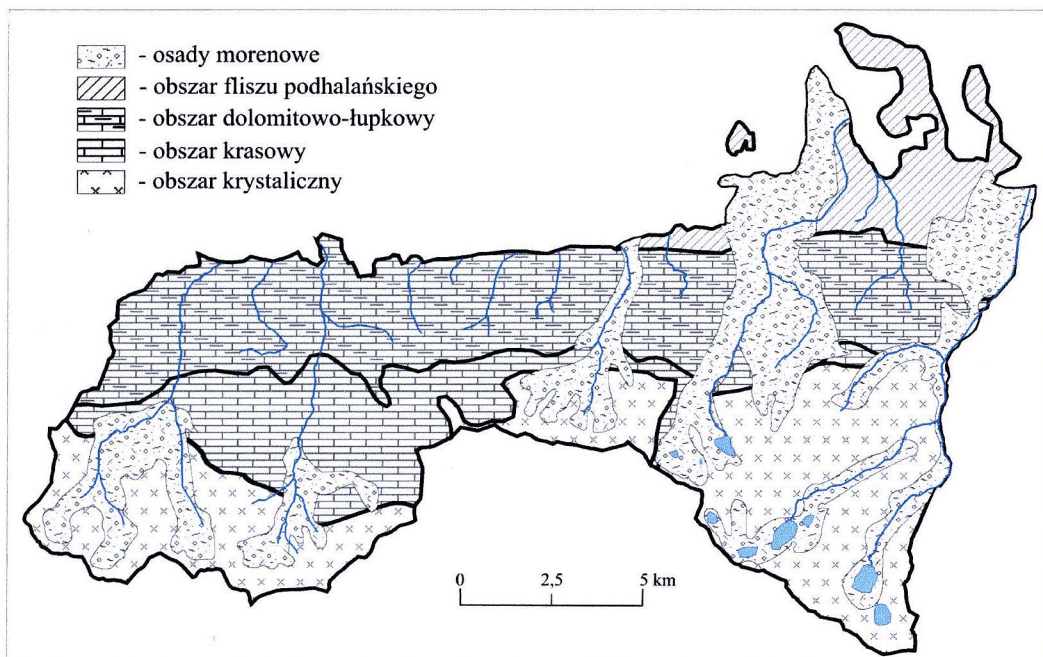 - osady morenowe
- obszar fliszu podhalańskiego
- obszar dolomitowo-łupkowy
- obszar krasowy
- obszar krystaliczny
0 2,5 5 km